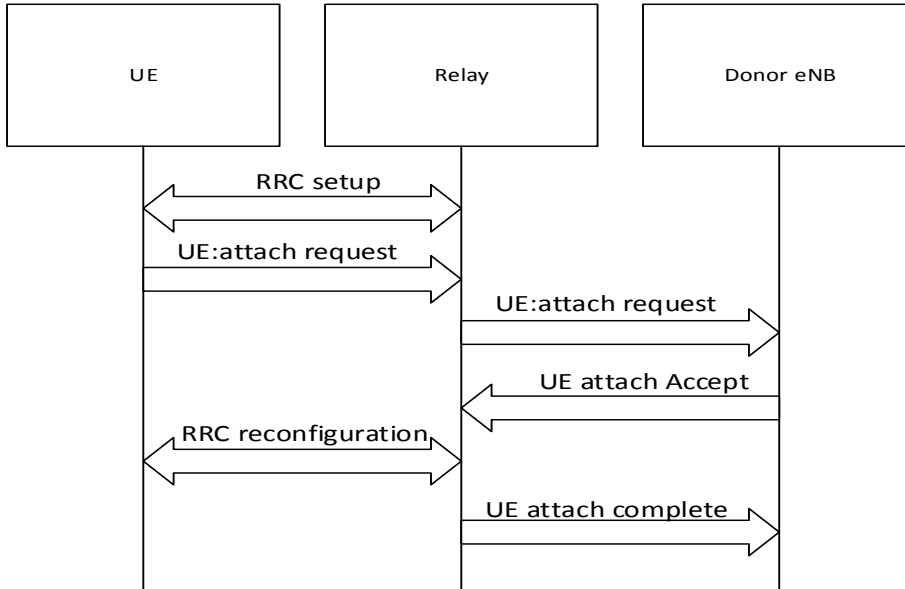 UE
Relay
Donor eNB
RRC setup
UE:attach request
UE:attach request
UE attach Accept
RRC reconfiguration
UE attach complete